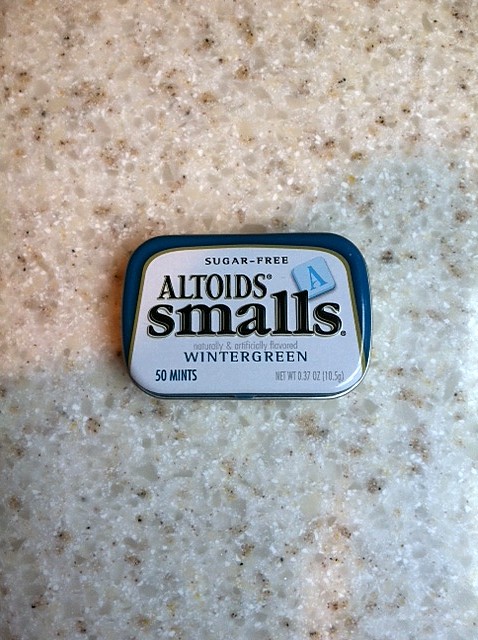 SUGAR-FREE
ALTOIDS®
A
smalls®
naturally & artificially flavored
WINTERGREEN
50 MINTS NET WT 0.37 OZ (10.5g)